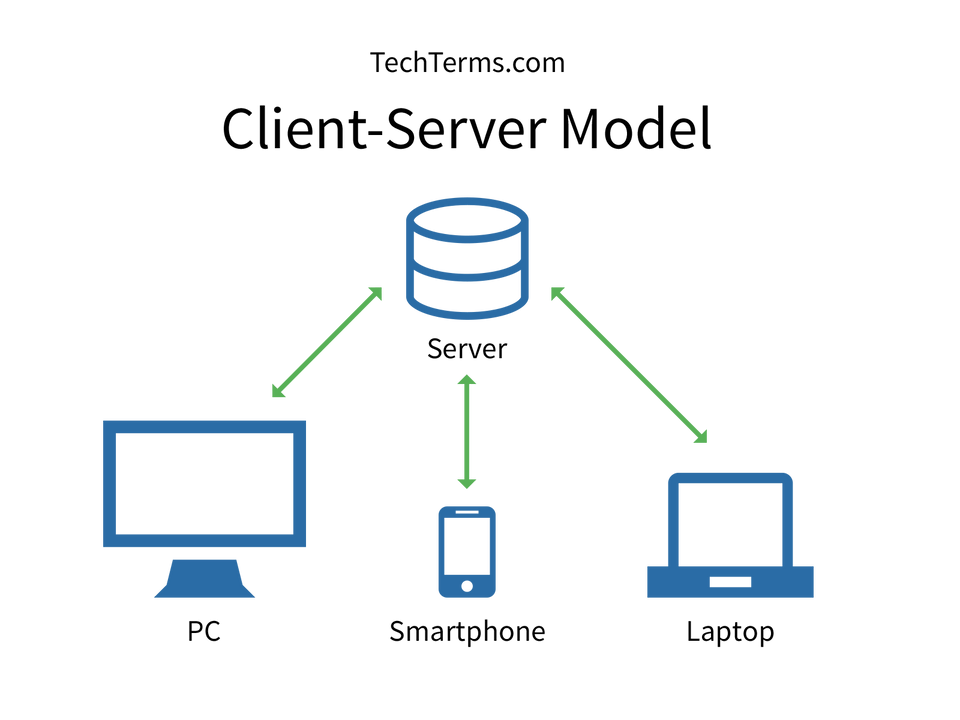 TechTerms.com
Client-Server Model
Server
PC
Smartphone
Laptop